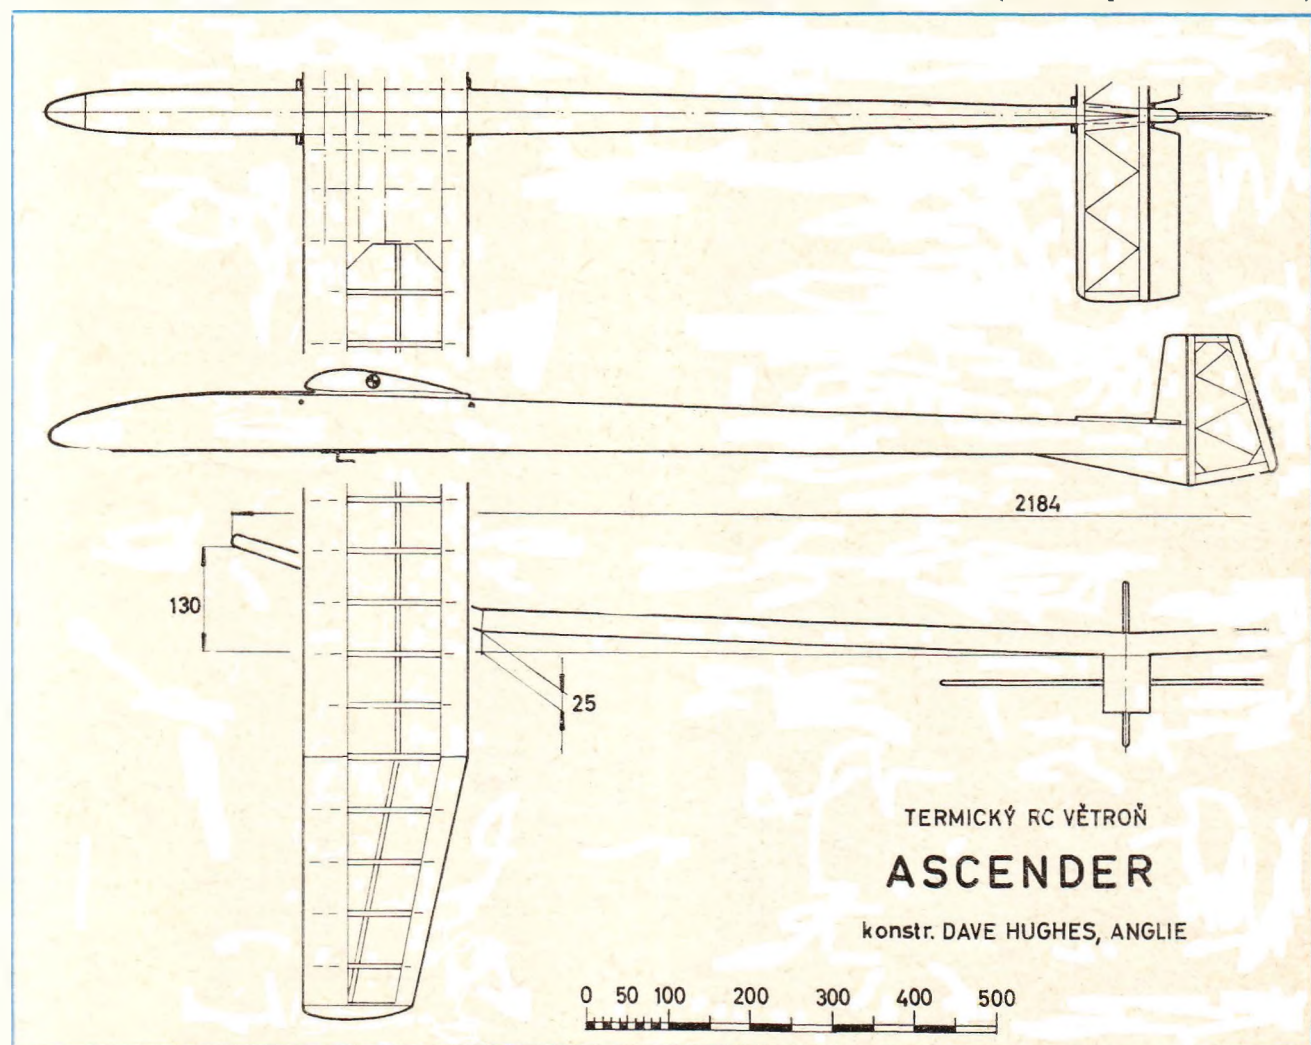 2184
130
25
TERMICKÝ RC VĚTROŇ
ASCENDER
konstr. DAVE HUGHES, ANGLIE
0 50 100 200 300 400 500